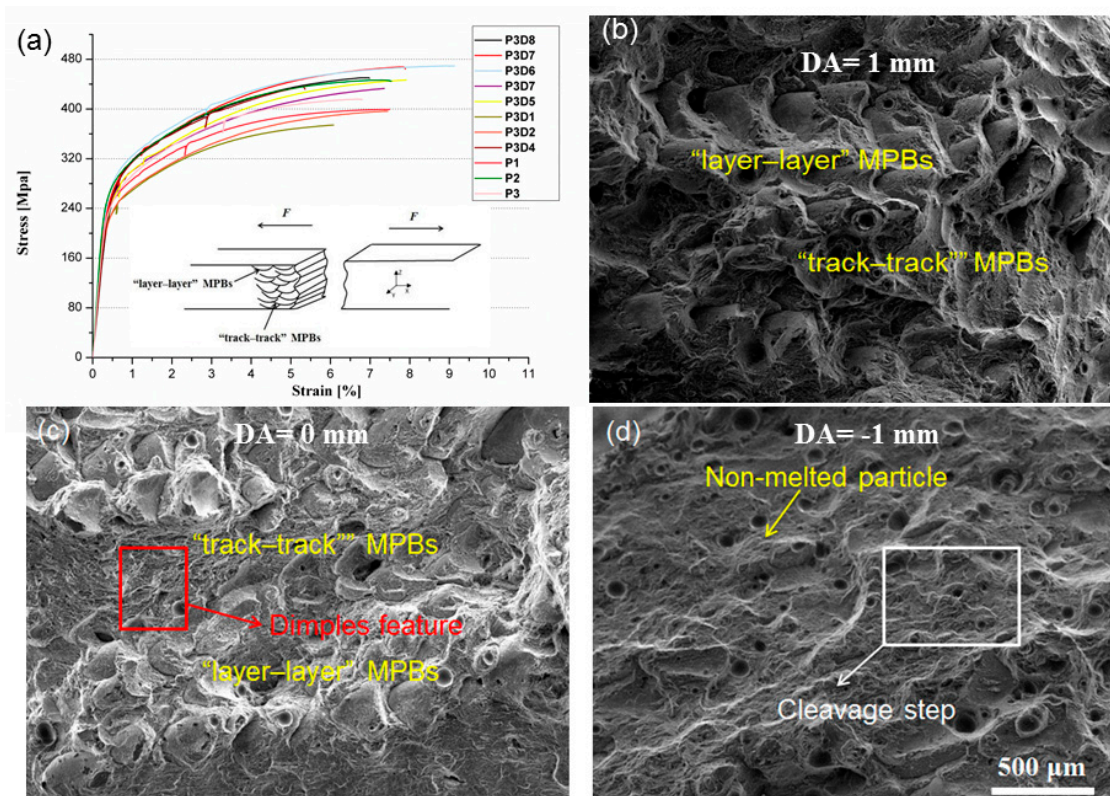 (a)
480
400
320
240
160
80
0
Stress [Mpa]
0 1 2 3 4 5 6 7 8 9 10 11
Strain [%]
P3D8
P3D7
P3D6
P3D7
P3D5
P3D1
P3D2
P3D4
P1
P2
P3
F
F
“layer–layer” MPBs
“track–track” MPBs
Z
X
Y
(b)
DA= 1 mm
“layer–layer” MPBs
“track–track”” MPBs
(c)
DA= 0 mm
“track–track”” MPBs
Dimples feature
“layer–layer” MPBs
(d)
DA= -1 mm
Non-melted particle
Cleavage step
500 μm